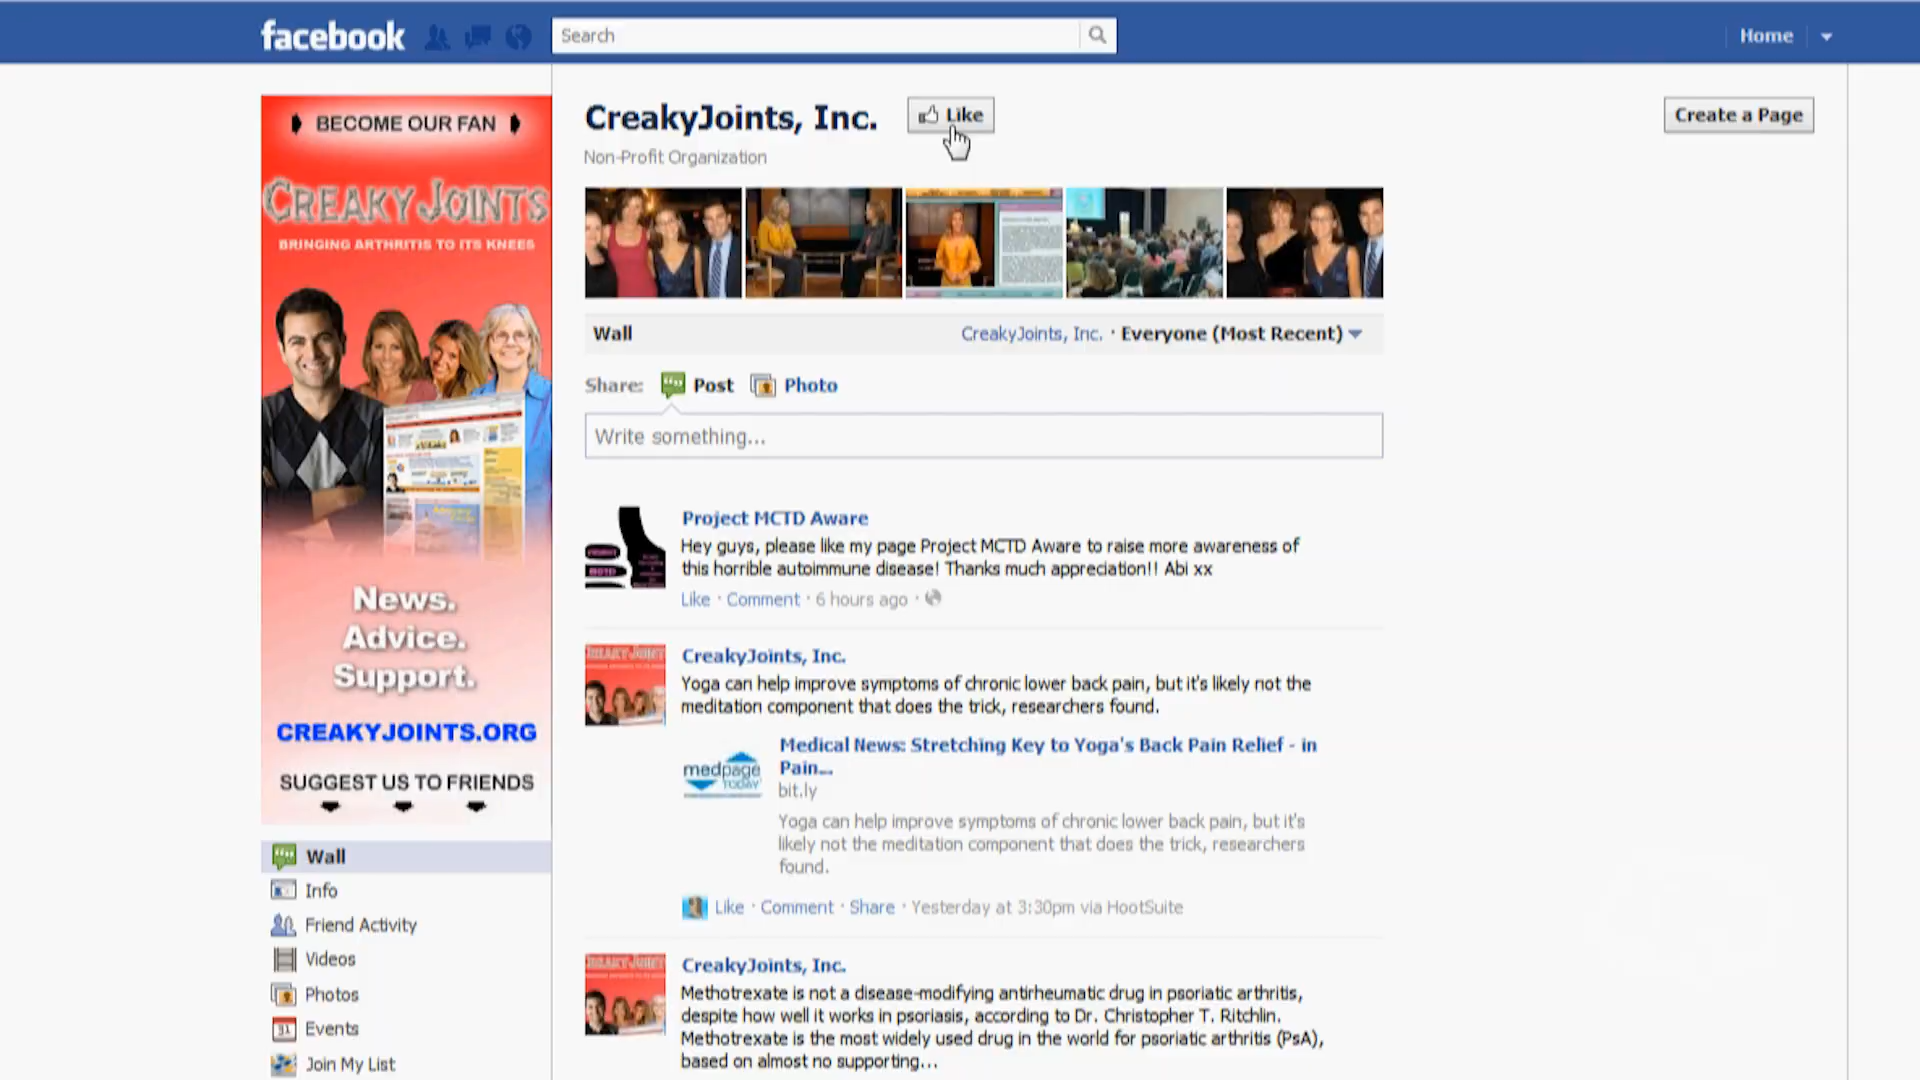 facebook
Search
Home
BECOME OUR FAN
CREAKYJOINTS
BRINGING ARTHRITIS TO ITS KNEES
News.
Advice.
Support.
CREAKYJOINTS.ORG
SUGGEST US TO FRIENDS
Wall
Info
Friend Activity
Videos
Photos
31 Events
Join My List
CreakyJoints, Inc.
Like
Create a Page
Non-Profit Organization
Wall
CreakyJoints, Inc. · Everyone (Most Recent)
Share: Post Photo
Write something...
Project MCTD Aware
Hey guys, please like my page Project MCTD Aware to raise more awareness of
this horrible autoimmune disease! Thanks much appreciation!! Abi xx
Like · Comment · 6 hours ago ·
CreakyJoints, Inc.
Yoga can help improve symptoms of chronic lower back pain, but it's likely not the
meditation component that does the trick, researchers found.
medpage
TODAY
Medical News: Stretching Key to Yoga's Back Pain Relief - in
Pain...
bit.ly
Yoga can help improve symptoms of chronic lower back pain, but it's
likely not the meditation component that does the trick, researchers
found.
Like · Comment · Share · Yesterday at 3:30pm via HootSuite
CreakyJoints, Inc.
Methotrexate is not a disease-modifying antirheumatic drug in psoriatic arthritis,
despite how well it works in psoriasis, according to Dr. Christopher T. Ritchlin.
Methotrexate is the most widely used drug in the world for psoriatic arthritis (PsA),
based on almost no supporting...